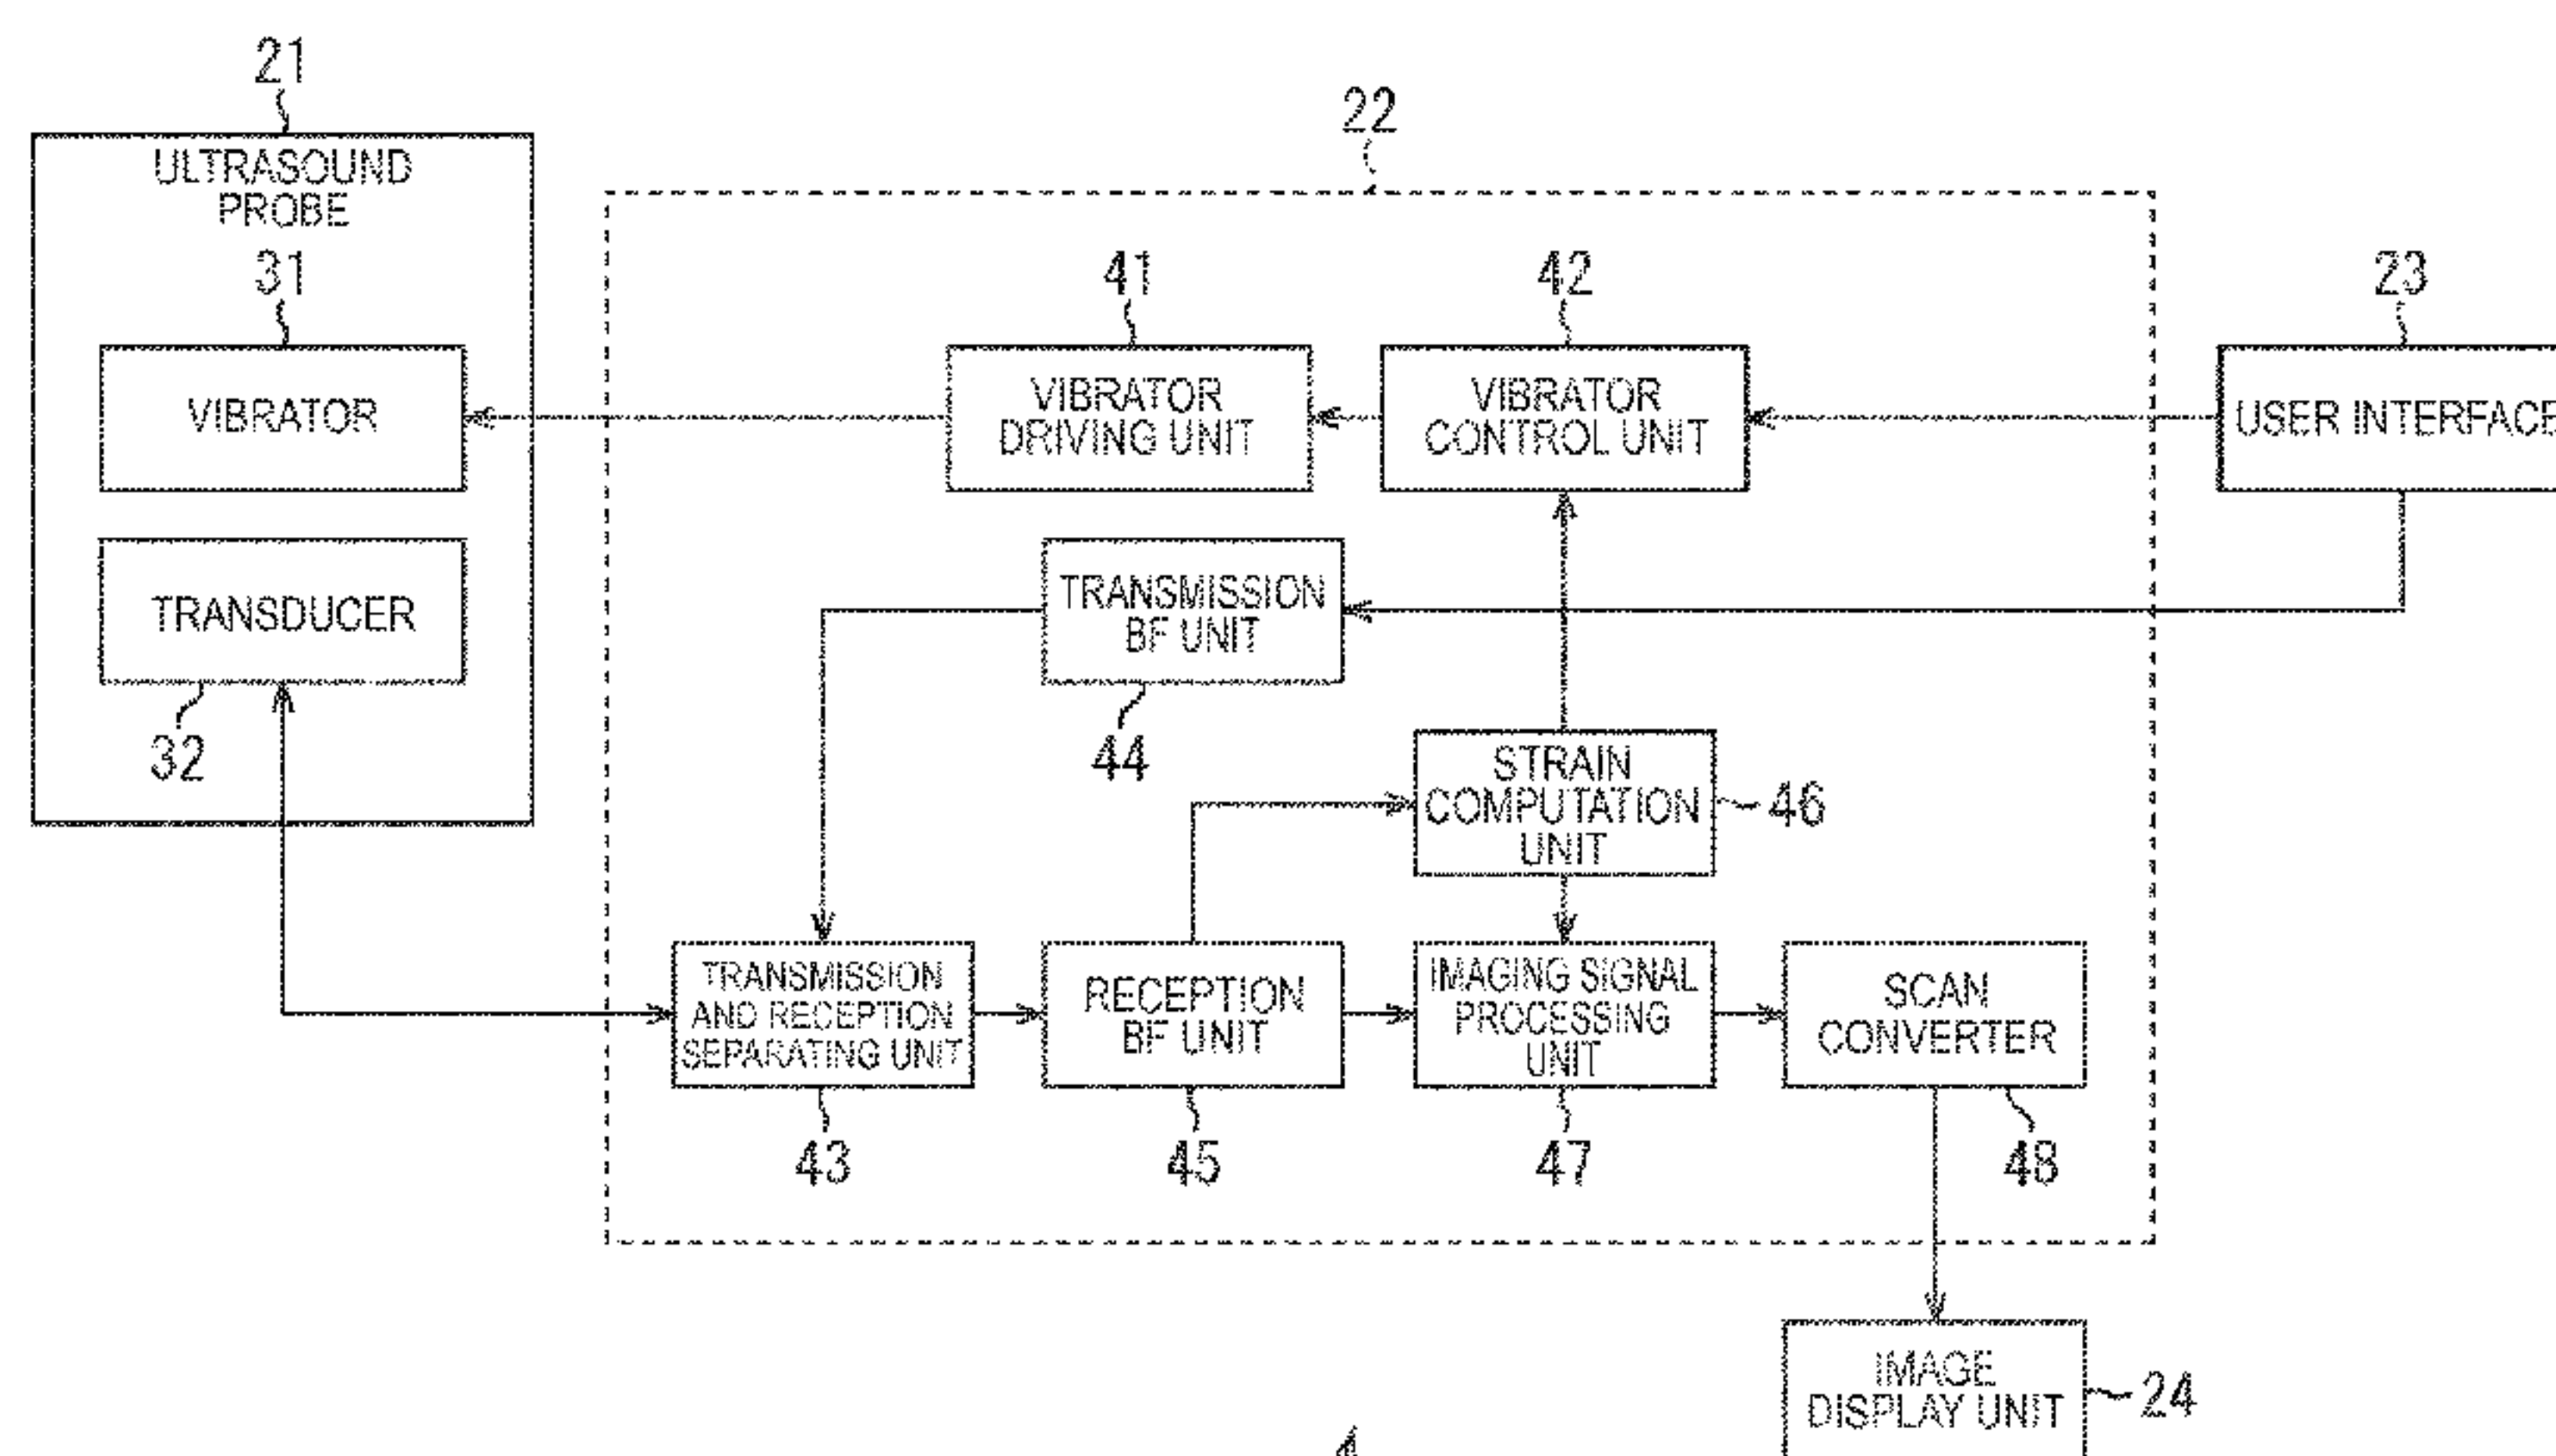 21
ULTRASOUND
PROBE
22
31
VIBRATOR
41
VIBRATOR
DRIVING UNIT
42
VIBRATOR
CONTROL UNIT
23
USER INTERFACE
TRANSDUCER
32
TRANSMISSION
BF UNIT
44
STRAIN
COMPUTATION
UNIT
46
TRANSMISSION
AND RECEPTION
SEPARATING UNIT
43
RECEPTION
BF UNIT
45
IMAGING SIGNAL
PROCESSING
UNIT
47
SCAN
CONVERTER
48
IMAGE
DISPLAY UNIT
24